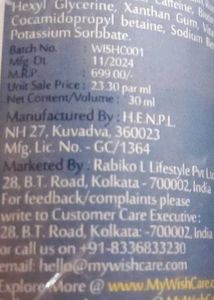 Hexyl Glycerine, Xanthan Gum,
Cocamidopropyl betaine, Sodium
Potassium Sorbbate.
Batch No. : WISHC001
Mfg. Dt. : 11/2024
M.R.P. : 699.00/-
Unit Sale Price : 23.30 par ml
Net Content/Volume : 30 ml
Manufactured By : H.E.N.P.L.
NH 27, Kuvadva, 360023
Mfg. Lic. No. - GC/1364
Marketed By : Rabiko L Lifestyle Pvt
28, B.T. Road, Kolkata - 700002, India
For feedback/complaints please
write to Customer Care Executive :
28, B.T. Road, Kolkata: -700002, India
or call us on +91-8336833230
email: hello@mywishcare.com
Explore More @ www.MyWishCare.